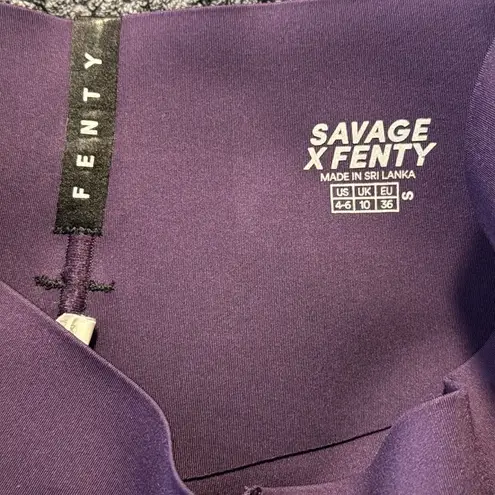 FENTY
SAVAGE
X FENTY
MADE IN SRI LANKA
US UK EU
4-6 10 36 S